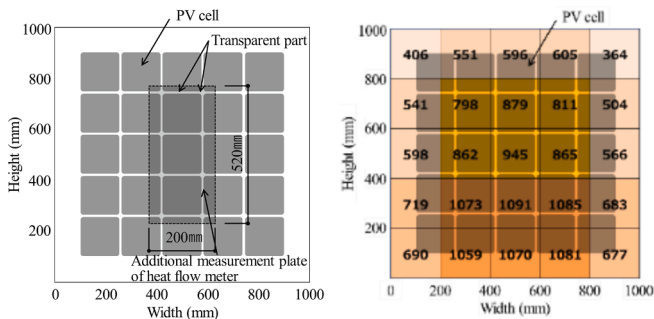 PV cell
Transparent part
1000
800
600
400
200
Height (mm)
520mm
200mm
Additional measurement plate
of heat flow meter
0 200 400 600 800 1000
Width (mm)
PV cell
1000
800
600
400
200
Height (mm)
406 551 596 605 364
541 798 879 811 504
598 862 945 865 566
719 1073 1091 1085 683
690 1059 1070 1081 677
0 200 400 600 800 1000
Width (mm)